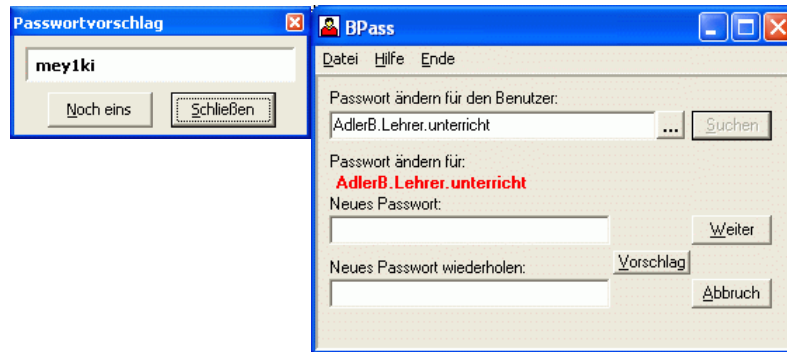 Passwortvorschlag
mey1ki
Noch eins Schließen
BPass
Datei Hilfe Ende
Passwort ändern für den Benutzer:
AdlerB.Lehrer.unterricht ... Suchen
Passwort ändern für:
AdlerB.Lehrer.unterricht
Neues Passwort:
Weiter
Vorschlag
Neues Passwort wiederholen:
Abbruch